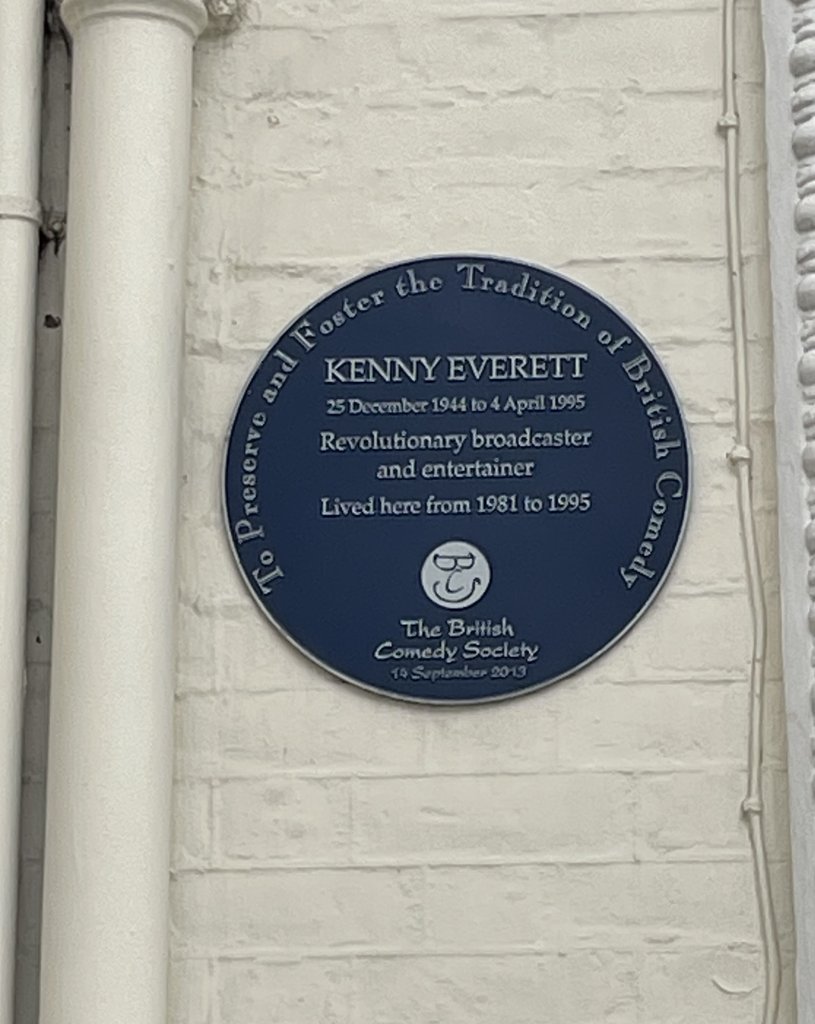 To Preserve and Foster the Tradition of British Comedy
KENNY EVERETT
25 December 1944 to 4 April 1995
Revolutionary broadcaster
and entertainer
Lived here from 1981 to 1995
The British
Comedy Society
14 September 2013